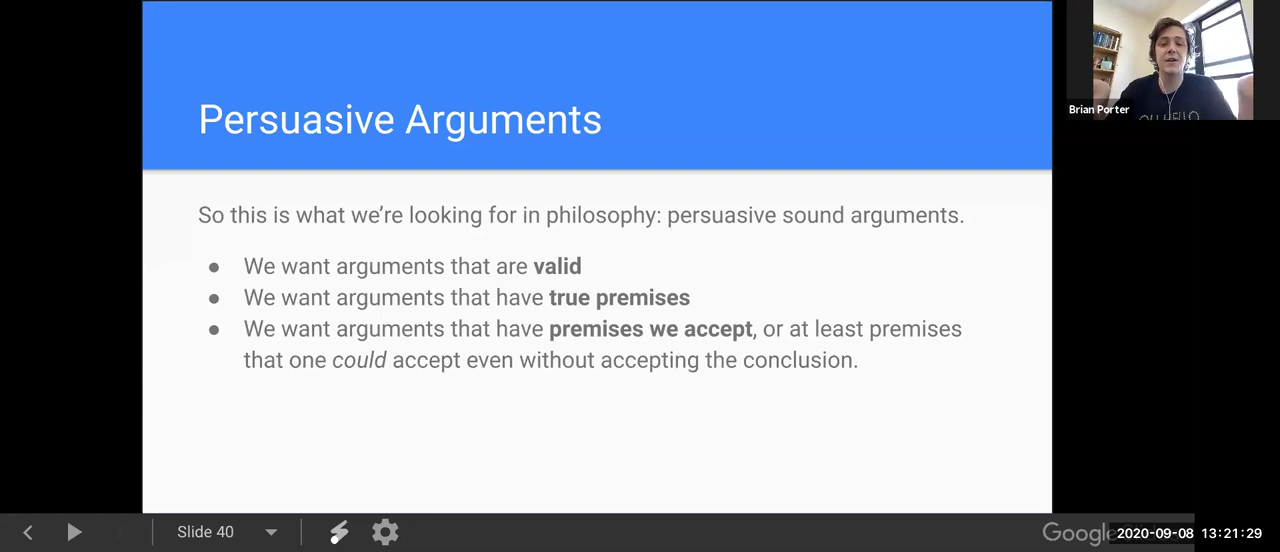 Persuasive Arguments
Brian Porter
So this is what we're looking for in philosophy: persuasive sound arguments.
● We want arguments that are valid
● We want arguments that have true premises
● We want arguments that have premises we accept, or at least premises
that one could accept even without accepting the conclusion.
Slide 40
Google
2020-09-08 13:21:29